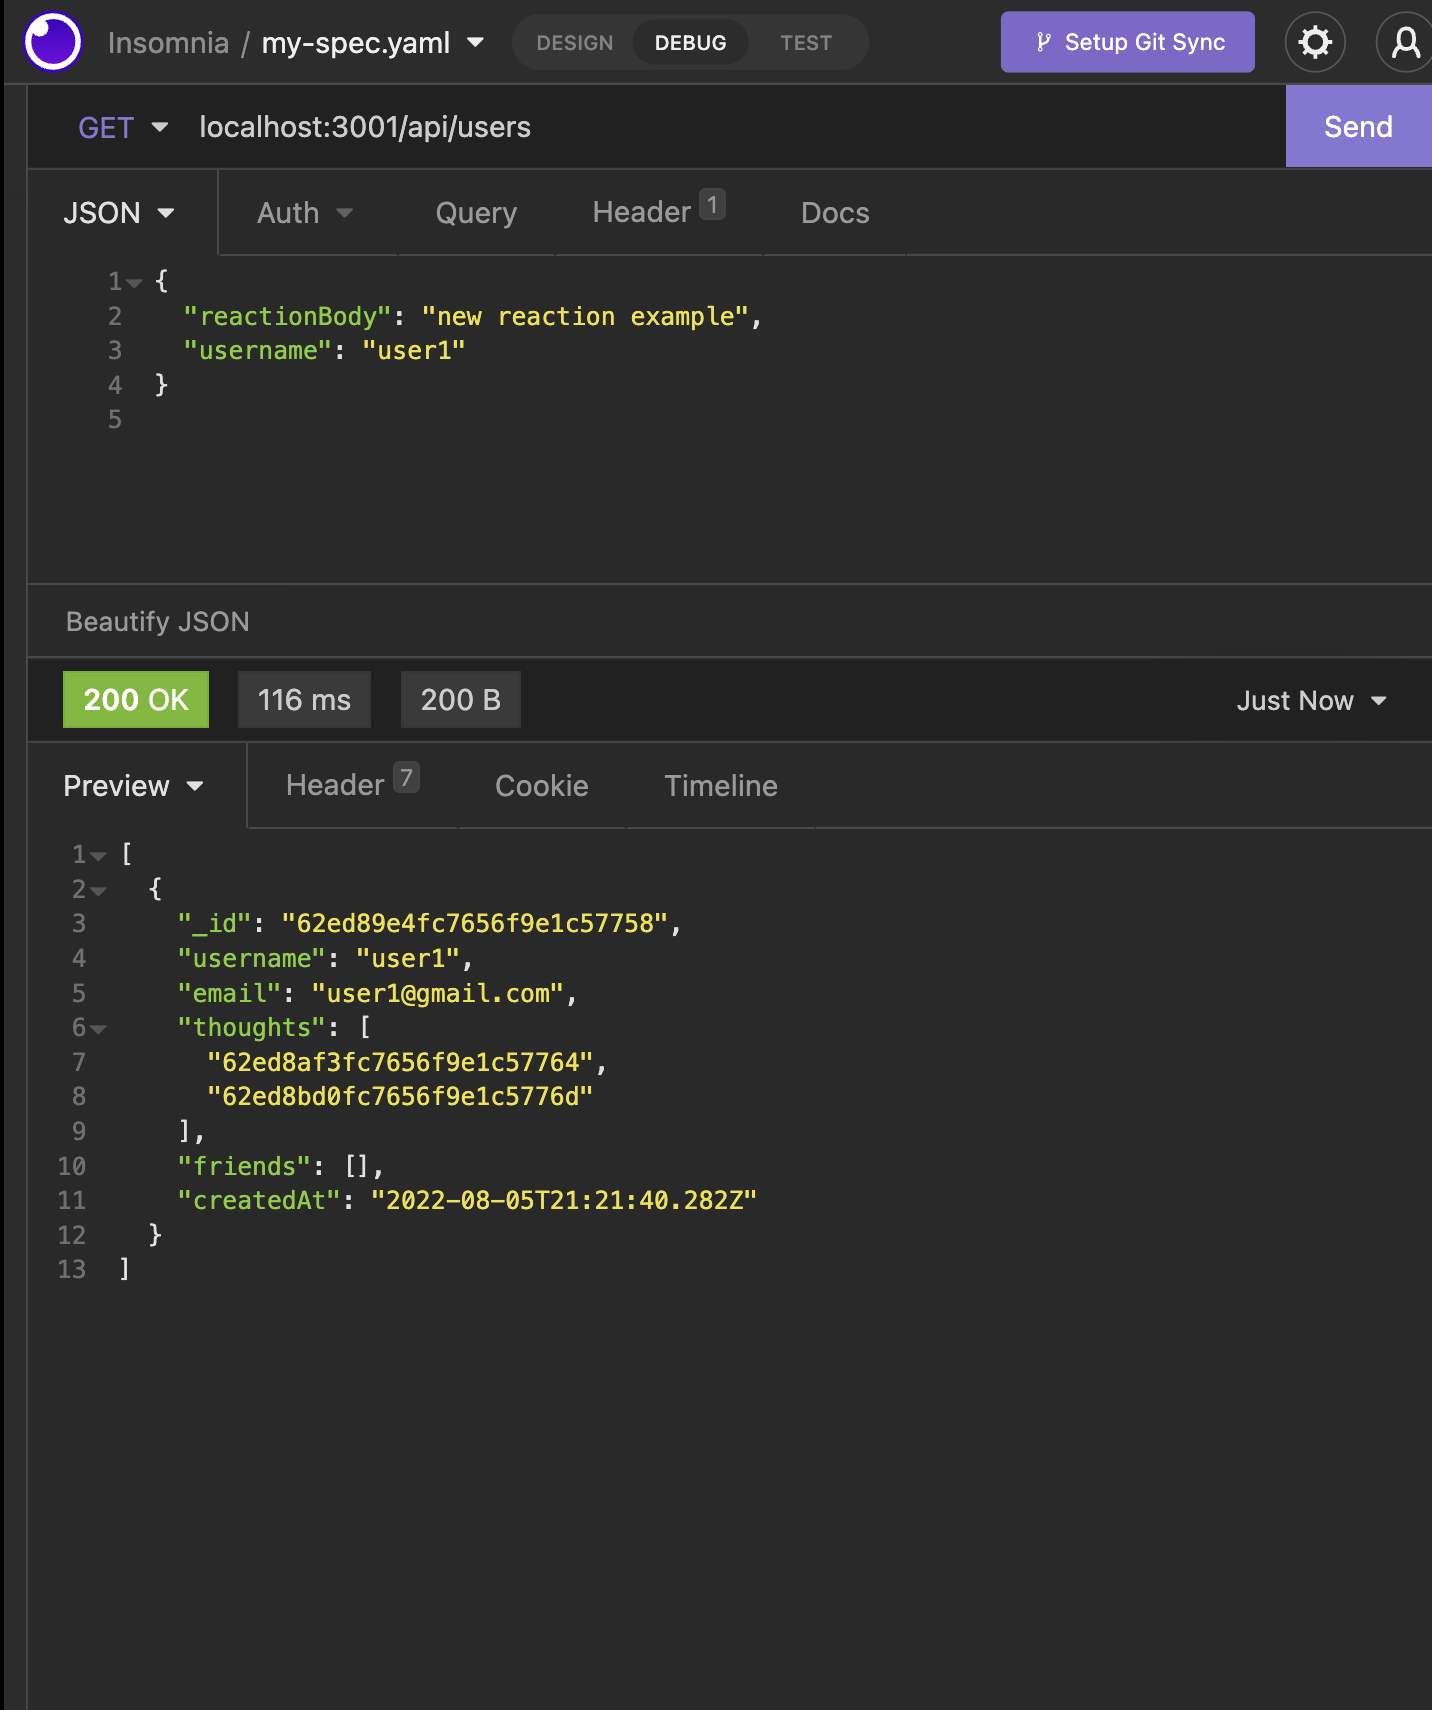 Insomnia / my-spec.yaml DESIGN DEBUG TEST Setup Git Sync
GET localhost:3001/api/users Send
JSON Auth Query Header 1 Docs
1 {
2 "reactionBody": "new reaction example",
3 "username": "user1"
4 }
5
Beautify JSON
200 OK 116 ms 200 B Just Now
Preview Header 7 Cookie Timeline
1 [
2 {
3 "_id": "62ed89e4fc7656f9e1c57758",
4 "username": "user1",
5 "email": "user1@gmail.com",
6 "thoughts": [
7 "62ed8af3fc7656f9e1c57764",
8 "62ed8bd0fc7656f9e1c5776d"
9 ],
10 "friends": [],
11 "createdAt": "2022-08-05T21:21:40.282Z"
12 }
13 ]